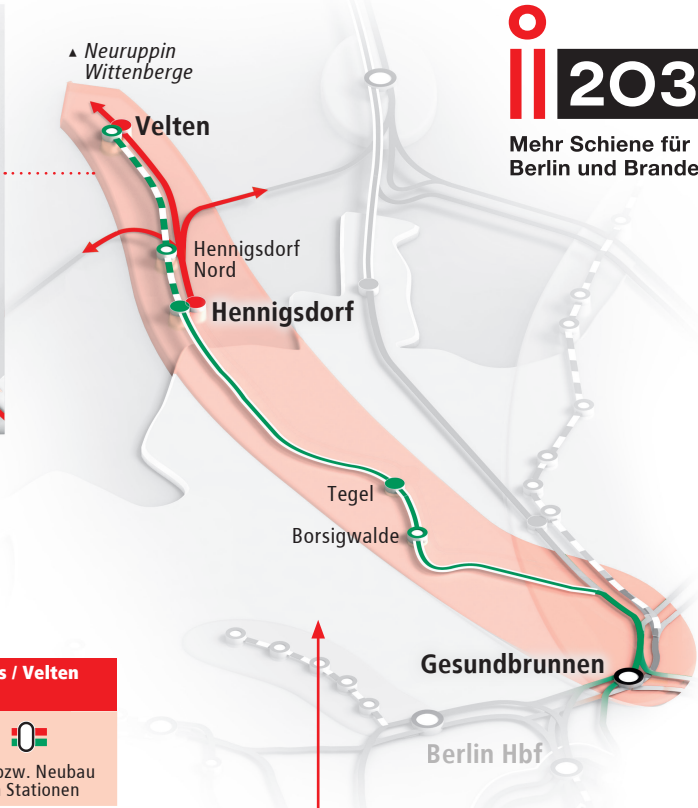 ▲ Neuruppin
Wittenberge
i2030
Mehr Schiene für
Berlin und Brande
Velten
Hennigsdorf
Nord
Hennigsdorf
Tegel
Borsigwalde
Gesundbrunnen
Berlin Hbf
s / Velten
bzw. Neubau
n Stationen